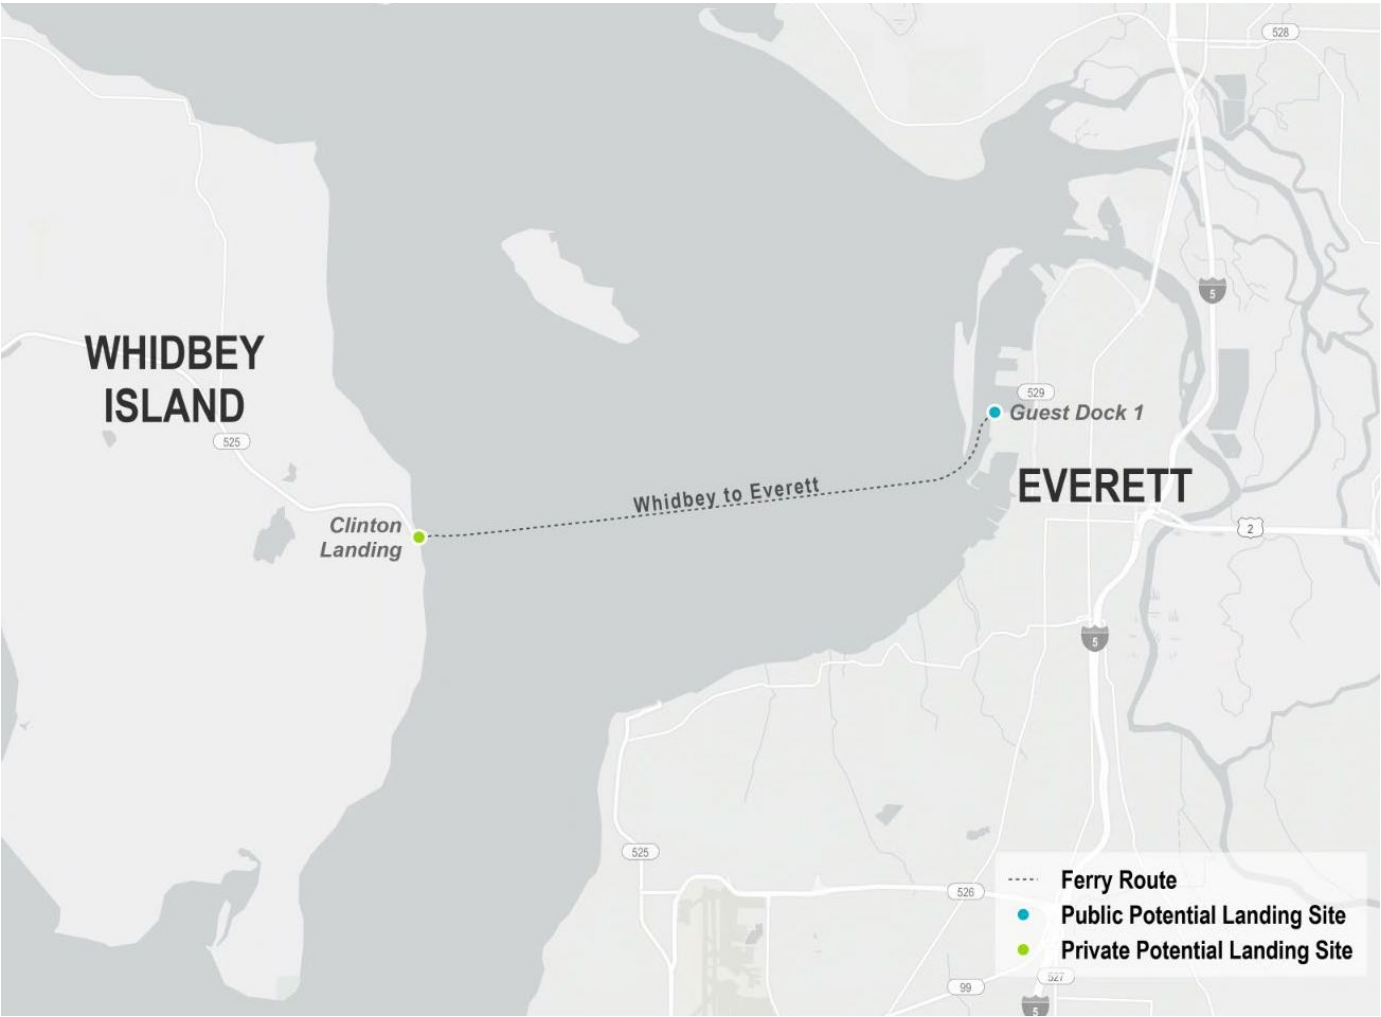 528
5
WHIDBEY
ISLAND
529
Guest Dock 1
525
Whidbey to Everett
EVERETT
Clinton
Landing
2
5
525
526
Ferry Route
Public Potential Landing Site
Private Potential Landing Site
527
99
5